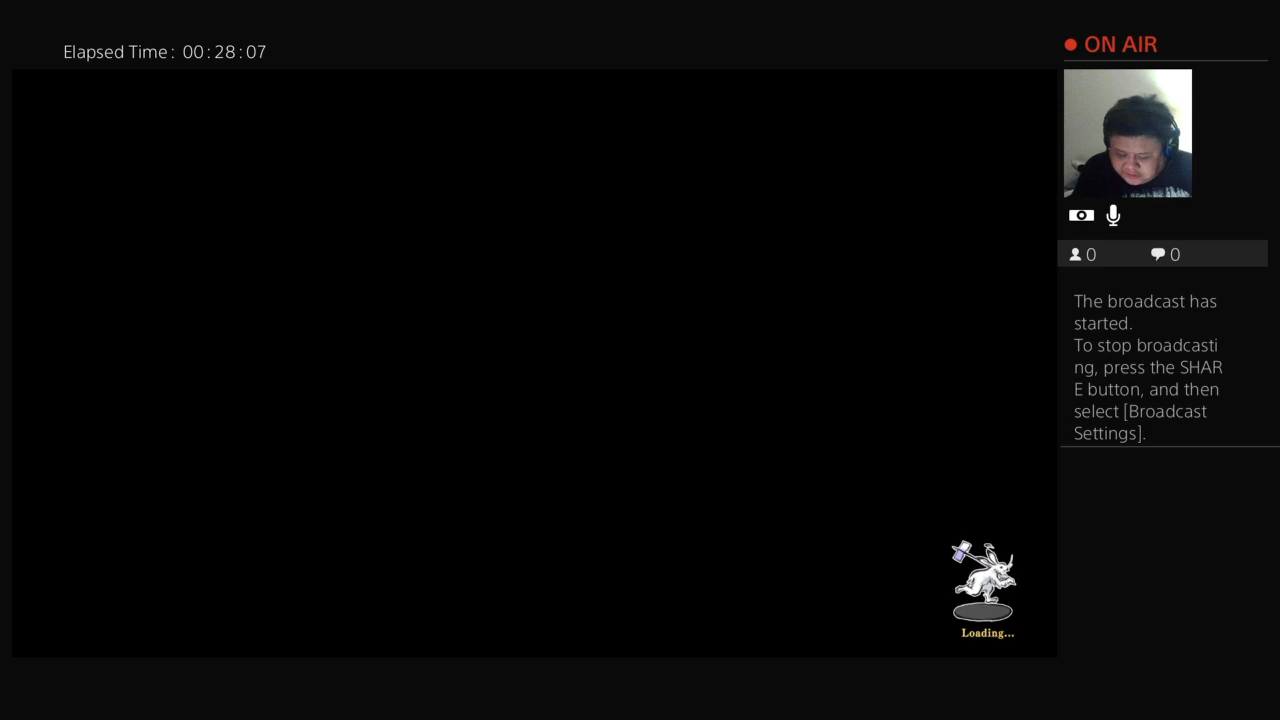 Elapsed Time: 00:28:07
ON AIR
0
0
The broadcast has
started.
To stop broadcasti
ng, press the SHAR
E button, and then
select [Broadcast
Settings].
Loading...